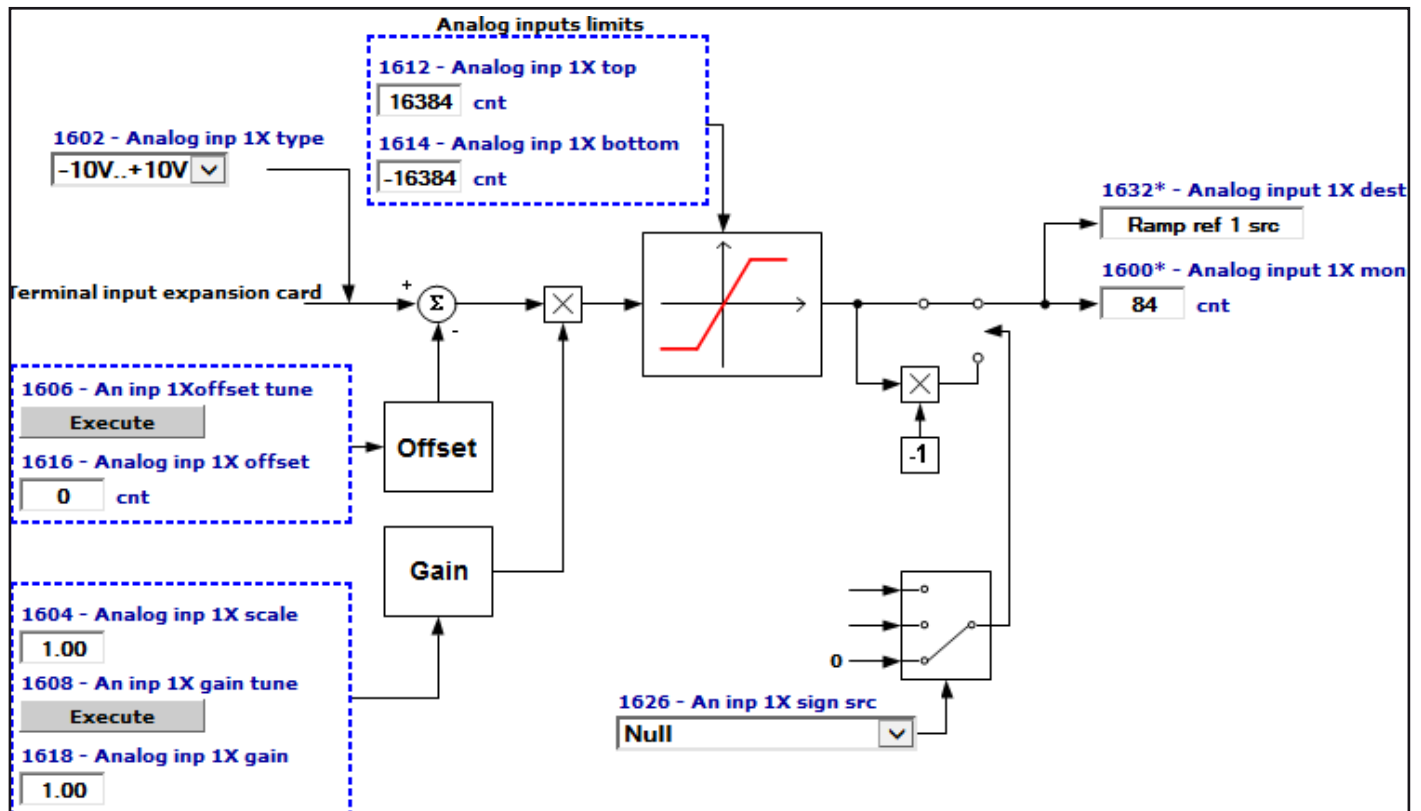 Analog inputs limits
1612 - Analog inp 1X top
16384 cnt
1602 - Analog inp 1X type
-10V..+10V
1614 - Analog inp 1X bottom
-16384 cnt
1632* - Analog input 1X dest
Ramp ref 1 src
1600* - Analog input 1X mon
84 cnt
Terminal input expansion card
+
Σ
-
1606 - An inp 1Xoffset tune
Execute
1616 - Analog inp 1X offset
0 cnt
Offset
-1
Gain
1604 - Analog inp 1X scale
1.00
1608 - An inp 1X gain tune
Execute
1618 - Analog inp 1X gain
1.00
0
1626 - An inp 1X sign src
Null